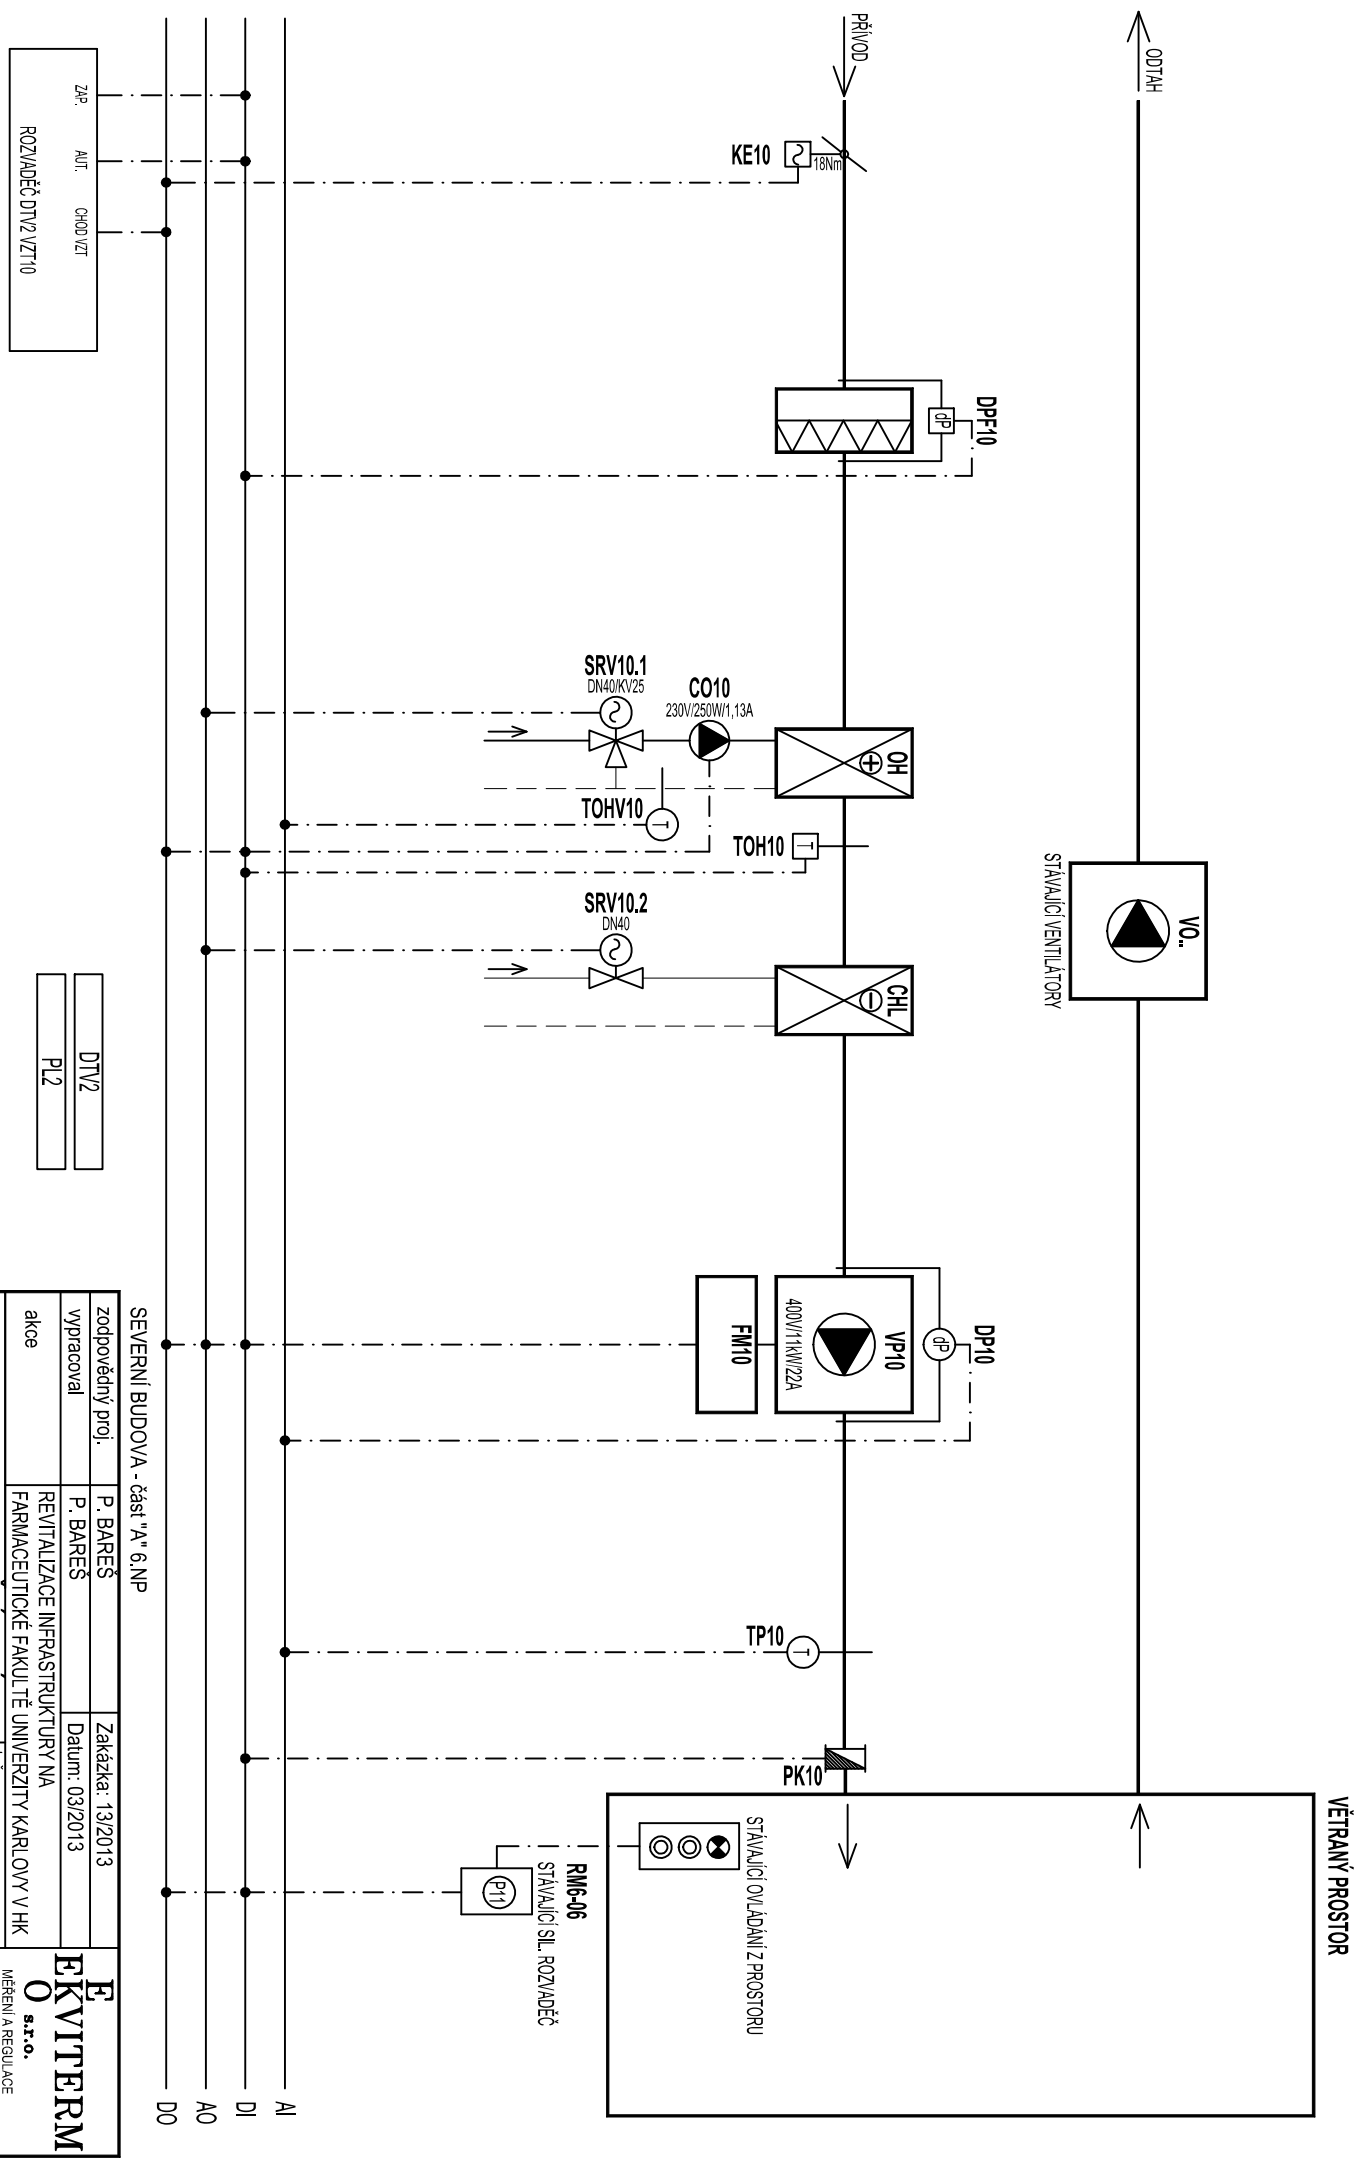 VĚTRANÝ PROSTOR
ODTAH
VO..
STÁVAJÍCÍ VENTILÁTORY
PŘÍVOD
KE10
18Nm
DPF10
dP
OH
CO10
230V/250W/1,13A
SRV10.1
DN40/KV25
TOHV10
T
TOH10
T
CHL
SRV10.2
DN40
DP10
dP
VP10
400V/11kW/22A
FM10
TP10
T
PK10
STÁVAJÍCÍ OVLÁDÁNÍ Z PROSTORU
RM6-06
STÁVAJÍCÍ SIL. ROZVADĚČ
P11
AI
DI
AO
DO
ZAP.
AUT.
CHOD VZT
ROZVADĚČ DTV2 VZT10
DTV2
PL2
SEVERNÍ BUDOVA - část "A" 6.NP
zodpovědný proj.
P. BAREŠ
Zakázka: 13/2013
vypracoval
P. BAREŠ
Datum: 03/2013
akce
REVITALIZACE INFRASTRUKTURY NA
FARMACEUTICKÉ FAKULTĚ UNIVERZITY KARLOVY V HK
E
EKVITERM
O s.r.o.
MĚŘENÍ A REGULACE